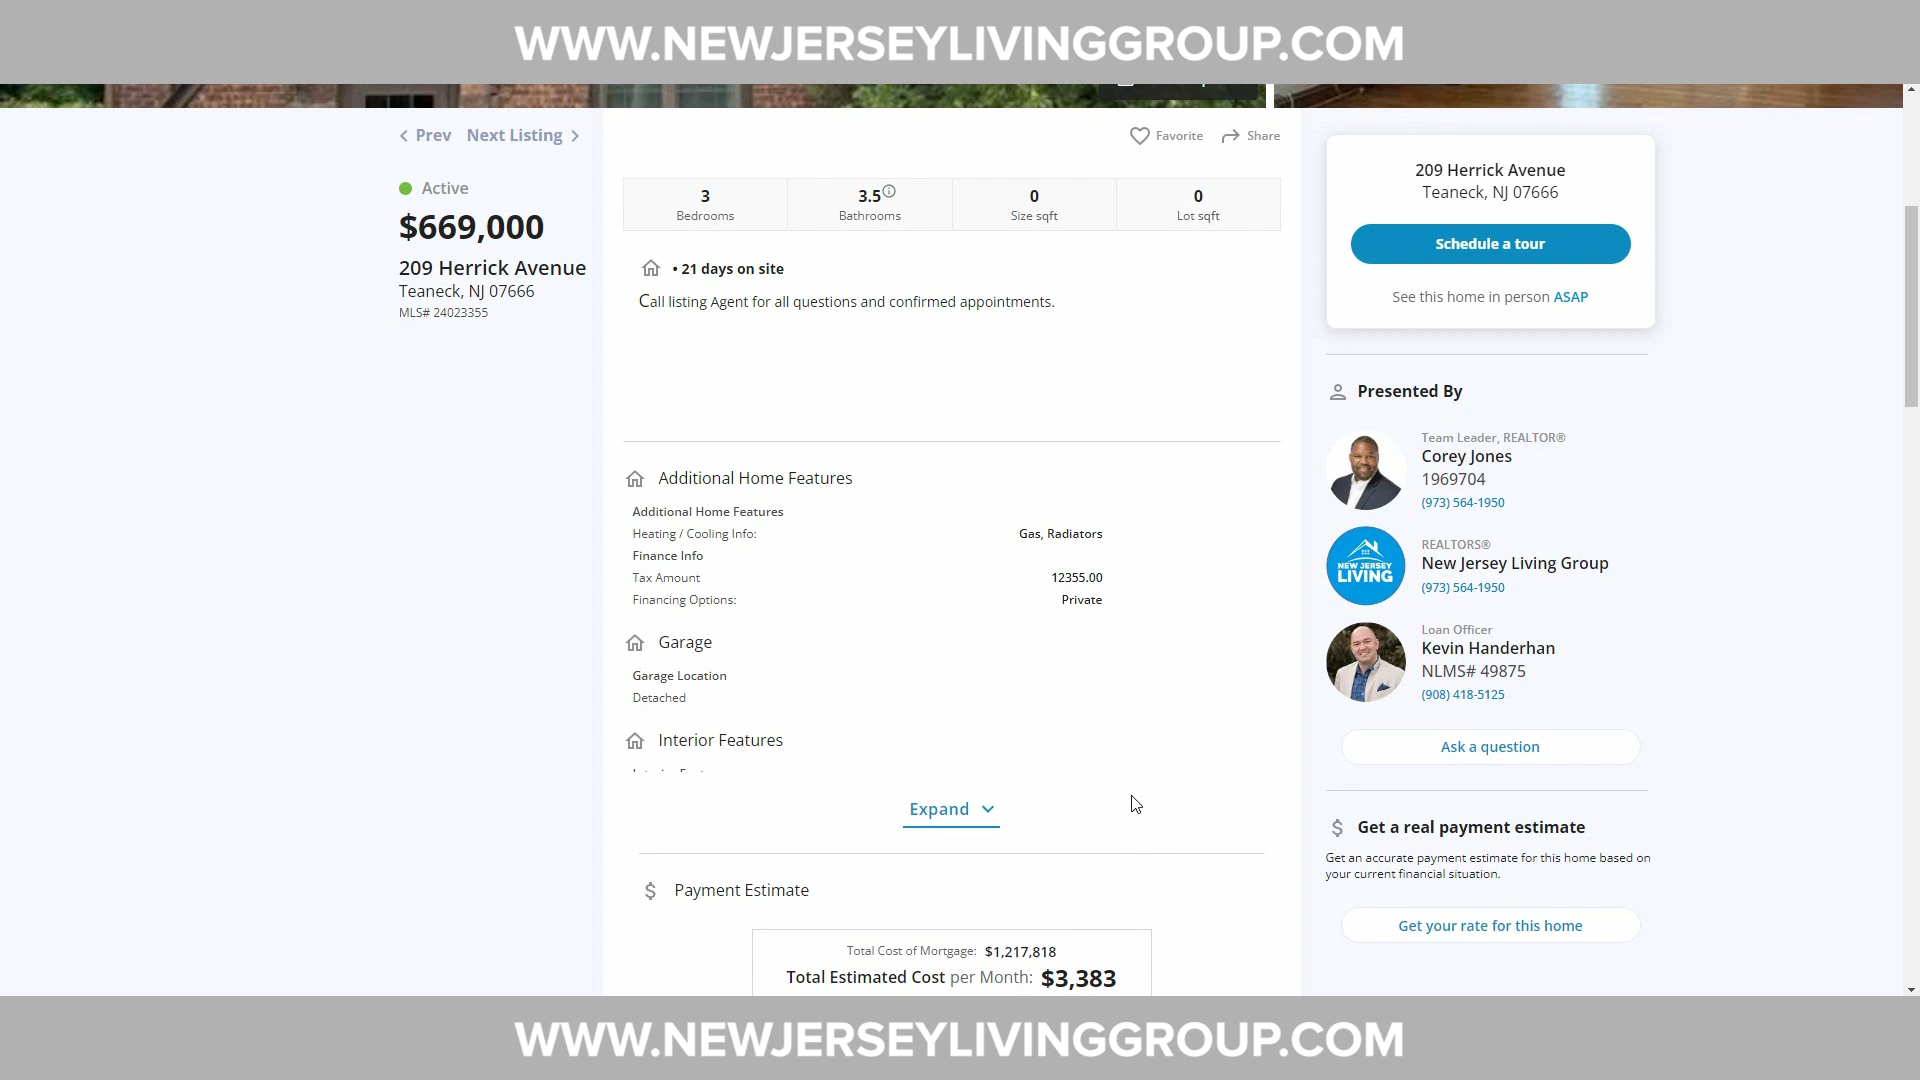 WWW.NEWJERSEYLIVINGGROUP.COM
Prev Next Listing
Favorite Share
Active
$669,000
209 Herrick Avenue
Teaneck, NJ 07666
MLS# 24023355
3
Bedrooms
3.5
Bathrooms
0
Size sqft
0
Lot sqft
• 21 days on site
Call listing Agent for all questions and confirmed appointments.
Additional Home Features
Additional Home Features
Heating / Cooling Info: Gas, Radiators
Finance Info
Tax Amount 12355.00
Financing Options: Private
Garage
Garage Location
Detached
Interior Features
Expand
$ Payment Estimate
Total Cost of Mortgage: $1,217,818
Total Estimated Cost per Month: $3,383
209 Herrick Avenue
Teaneck, NJ 07666
Schedule a tour
See this home in person ASAP
Presented By
Team Leader, REALTOR®
Corey Jones
1969704
(973) 564-1950
NEW JERSEY
LIVING
REALTORS®
New Jersey Living Group
(973) 564-1950
Loan Officer
Kevin Handerhan
NLMS# 49875
(908) 418-5125
Ask a question
$ Get a real payment estimate
Get an accurate payment estimate for this home based on
your current financial situation.
Get your rate for this home
WWW.NEWJERSEYLIVINGGROUP.COM